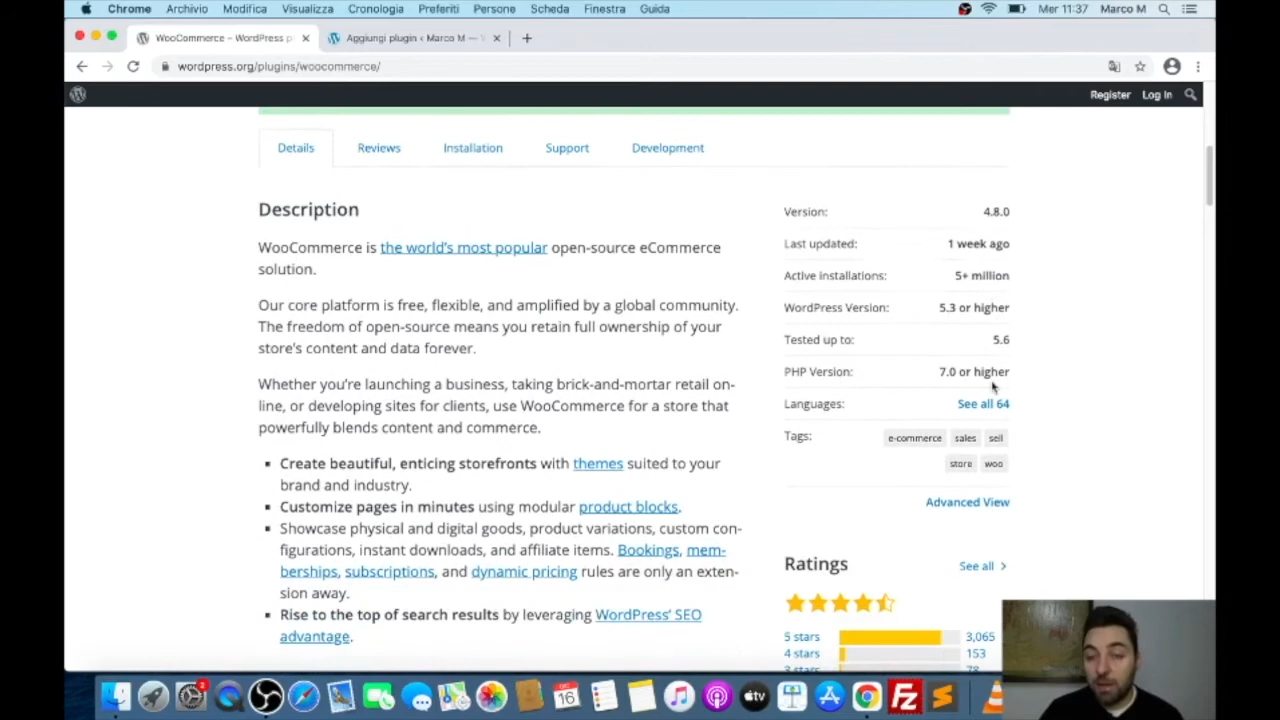 Chrome Archivio Modifica Visualizza Cronologia Preferiti Persone Scheda Finestra Guida Mer 11:37 Marco M
WooCommerce – WordPress p Aggiungi plugin ‹ Marco M —
wordpress.org/plugins/woocommerce/
Register Log In
Details Reviews Installation Support Development
Description
WooCommerce is the world's most popular open-source eCommerce
solution.
Our core platform is free, flexible, and amplified by a global community.
The freedom of open-source means you retain full ownership of your
store's content and data forever.
Whether you're launching a business, taking brick-and-mortar retail on-
line, or developing sites for clients, use WooCommerce for a store that
powerfully blends content and commerce.
▪ Create beautiful, enticing storefronts with themes suited to your
brand and industry.
▪ Customize pages in minutes using modular product blocks.
▪ Showcase physical and digital goods, product variations, custom con-
figurations, instant downloads, and affiliate items. Bookings, mem-
berships, subscriptions, and dynamic pricing rules are only an exten-
sion away.
▪ Rise to the top of search results by leveraging WordPress' SEO
advantage.
Version: 4.8.0
Last updated: 1 week ago
Active installations: 5+ million
WordPress Version: 5.3 or higher
Tested up to: 5.6
PHP Version: 7.0 or higher
Languages: See all 64
Tags: e-commerce sales sell
store woo
Advanced View
Ratings See all
5 stars 3,065
4 stars 153
3 stars 78
2
DIC
16
tv
Fz